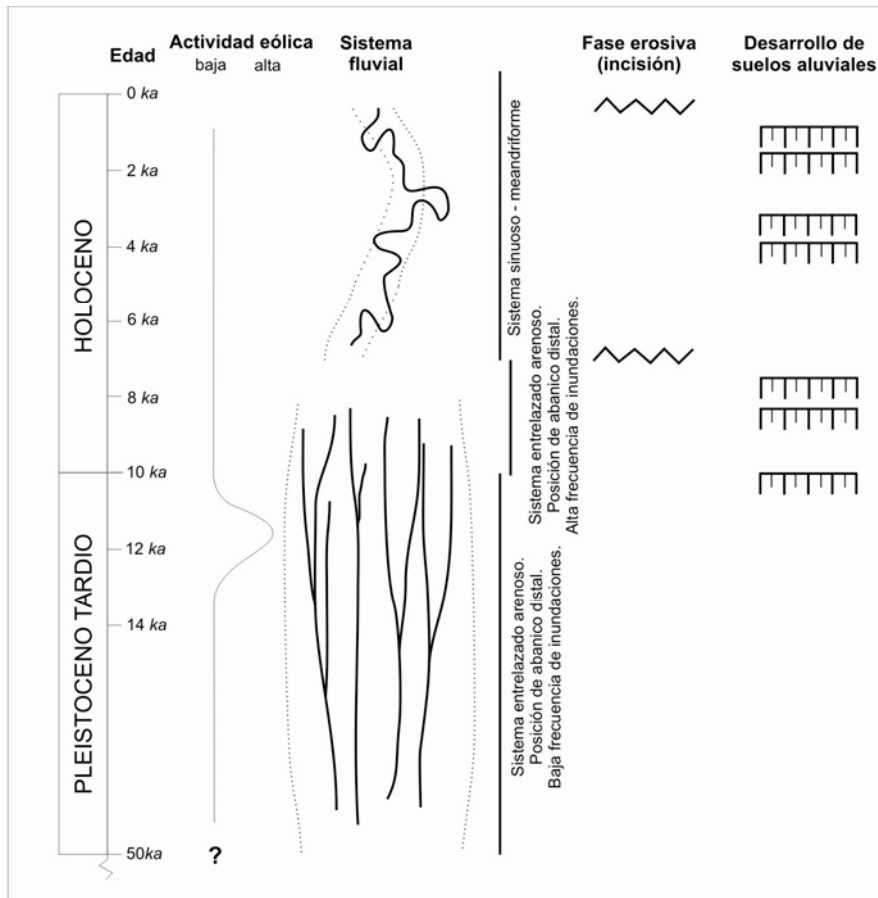 Edad
Actividad eólica
baja alta
Sistema
fluvial
Fase erosiva
(incisión)
Desarrollo de
suelos aluviales
HOLOCENO
PLEISTOCENO TARDIO
0 ka
2 ka
4 ka
6 ka
8 ka
10 ka
12 ka
14 ka
50ka
?
Sistema sinuoso - meandriforme
Sistema entrelazado arenoso.
Posición de abanico distal.
Alta frecuencia de inundaciones.
Sistema entrelazado arenoso.
Posición de abanico distal.
Baja frecuencia de inundaciones.